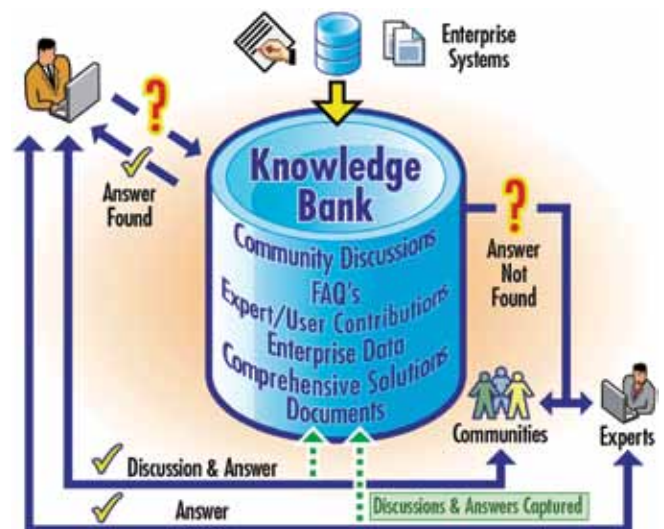 Enterprise
Systems
?
Answer
Found
Knowledge
Bank
Community Discussions
FAQ's
Expert/User Contributions
Enterprise Data
Comprehensive Solutions
Documents
?
Answer
Not
Found
Communities
Experts
Discussion & Answer
Answer
Discussions & Answers Captured